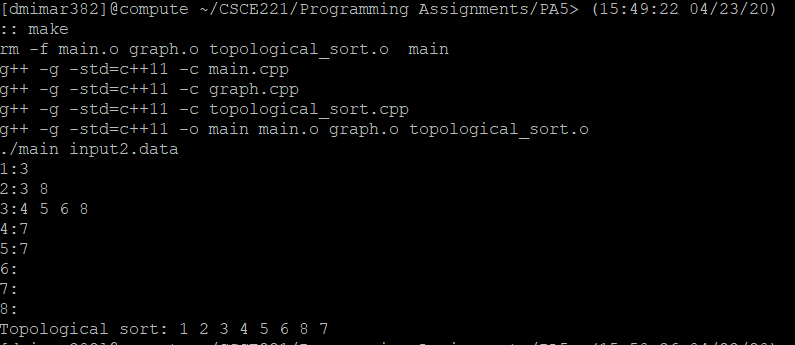 [dmimar382]@compute ~/CSCE221/Programming Assignments/PA5> (15:49:22 04/23/20)
:: make
rm -f main.o graph.o topological_sort.o  main
g++ -g -std=c++11 -c main.cpp
g++ -g -std=c++11 -c graph.cpp
g++ -g -std=c++11 -c topological_sort.cpp
g++ -g -std=c++11 -o main main.o graph.o topological_sort.o
./main input2.data
1:3
2:3 8
3:4 5 6 8
4:7
5:7
6:
7:
8:
Topological sort: 1 2 3 4 5 6 8 7